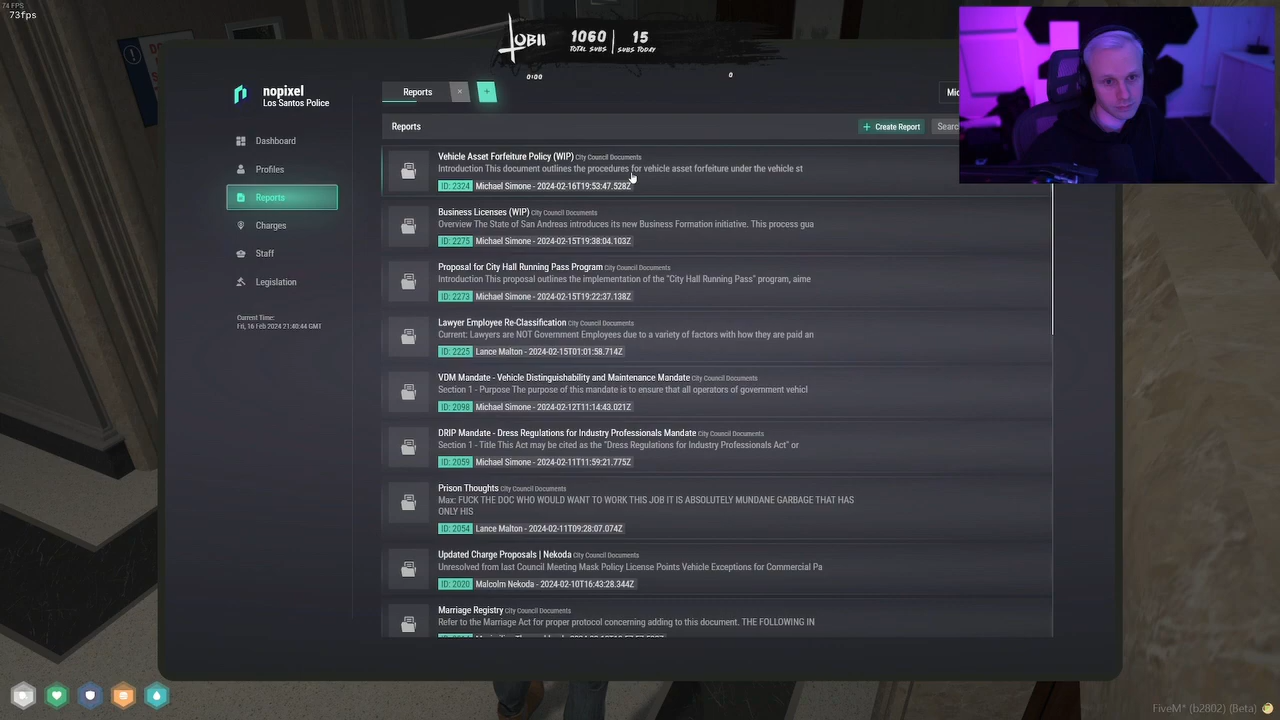 74 FPS
73fps
TOBII
1060
TOTAL SUBS
15
SUBS TODAY
0:00
0
nopixel
Los Santos Police
Dashboard
Profiles
Reports
Charges
Staff
Legislation
Current Time:
Fri, 16 Feb 2024 21:40:44 GMT
Reports ×
+
Mic
Reports
+ Create Report
Searc
Vehicle Asset Forfeiture Policy (WIP) City Council Documents
Introduction This document outlines the procedures for vehicle asset forfeiture under the vehicle st
ID: 2324 Michael Simone - 2024-02-16T19:53:47.528Z
Business Licenses (WIP) City Council Documents
Overview The State of San Andreas introduces its new Business Formation initiative. This process gua
ID: 2275 Michael Simone - 2024-02-15T19:38:04.103Z
Proposal for City Hall Running Pass Program City Council Documents
Introduction This proposal outlines the implementation of the "City Hall Running Pass" program, aime
ID: 2273 Michael Simone - 2024-02-15T19:22:37.138Z
Lawyer Employee Re-Classification City Council Documents
Current: Lawyers are NOT Government Employees due to a variety of factors with how they are paid an
ID: 2225 Lance Malton - 2024-02-15T01:01:58.714Z
VDM Mandate - Vehicle Distinguishability and Maintenance Mandate City Council Documents
Section 1 - Purpose The purpose of this mandate is to ensure that all operators of government vehicl
ID: 2098 Michael Simone - 2024-02-12T11:14:43.021Z
DRIP Mandate - Dress Regulations for Industry Professionals Mandate City Council Documents
Section 1 - Title This Act may be cited as the "Dress Regulations for Industry Professionals Act" or
ID: 2059 Michael Simone - 2024-02-11T11:59:21.775Z
Prison Thoughts City Council Documents
Max: FUCK THE DOC WHO WOULD WANT TO WORK THIS JOB IT IS ABSOLUTELY MUNDANE GARBAGE THAT HAS
ONLY HIS
ID: 2054 Lance Malton - 2024-02-11T09:28:07.074Z
Updated Charge Proposals | Nekoda City Council Documents
Unresolved from last Council Meeting Mask Policy License Points Vehicle Exceptions for Commercial Pa
ID: 2020 Malcolm Nekoda - 2024-02-10T16:43:28.344Z
Marriage Registry City Council Documents
Refer to the Marriage Act for proper protocol concerning adding to this document. THE FOLLOWING IN
FiveM* (b2802) (Beta)